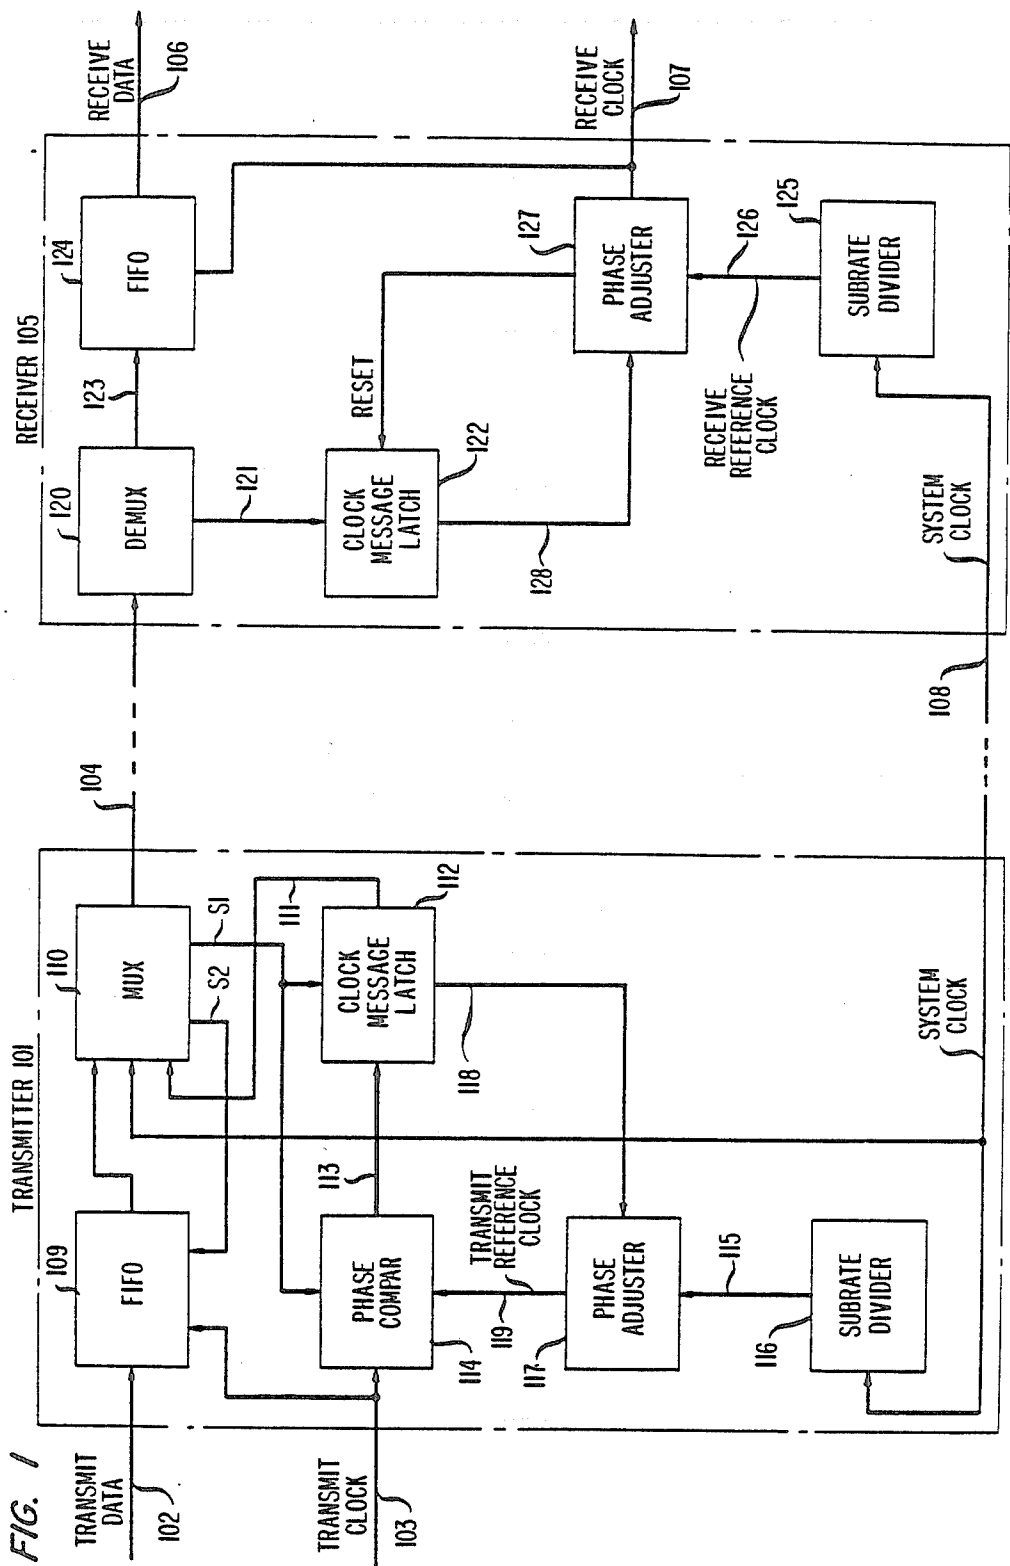 FIG. 1
TRANSMITTER 101
RECEIVER 105
TRANSMIT
DATA
102
109
FIFO
110
MUX
S2
S1
104
120
DEMUX
123
124
FIFO
RECEIVE
DATA
106
TRANSMIT
CLOCK
103
PHASE
COMPAR
114
113
CLOCK
MESSAGE
LATCH
111
112
118
121
CLOCK
MESSAGE
LATCH
122
RESET
128
TRANSMIT
REFERENCE
CLOCK
119
PHASE
ADJUSTER
117
115
SUBRATE
DIVIDER
116
PHASE
ADJUSTER
127
RECEIVE
CLOCK
107
RECEIVE
REFERENCE
CLOCK
126
SUBRATE
DIVIDER
125
SYSTEM
CLOCK
108
SYSTEM
CLOCK